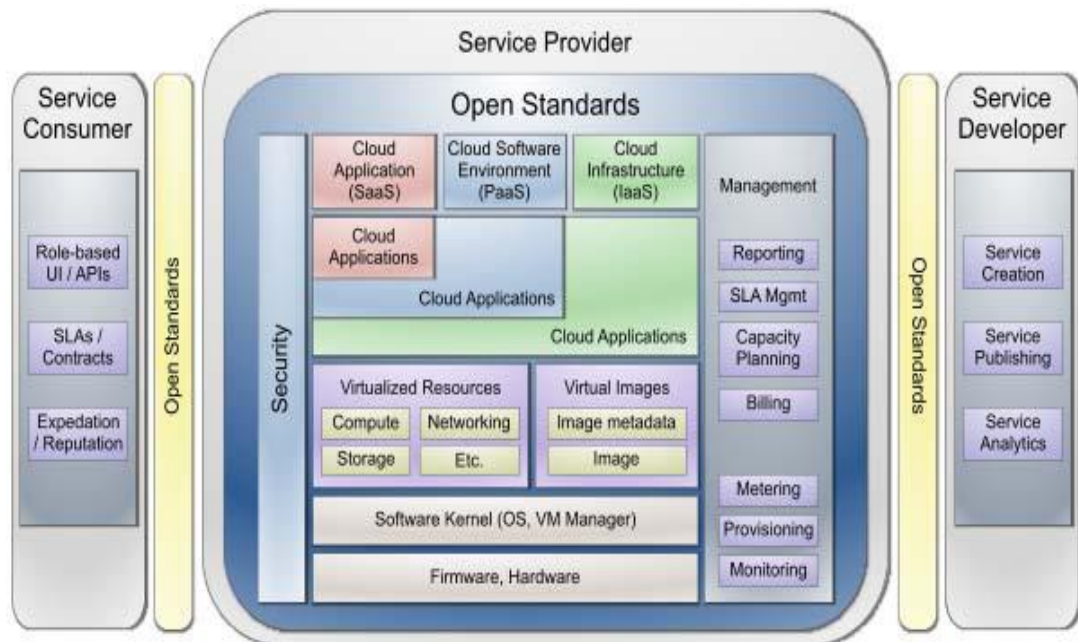 Service
Consumer
Role-based
UI / APIs
SLAs /
Contracts
Expedation
/ Reputation
Open Standards
Service Provider
Open Standards
Security
Cloud
Application
(SaaS)
Cloud Software
Environment
(PaaS)
Cloud
Infrastructure
(IaaS)
Cloud
Applications
Cloud Applications
Cloud Applications
Virtualized Resources
Compute
Networking
Storage
Etc.
Virtual Images
Image metadata
Image
Software Kernel (OS, VM Manager)
Firmware, Hardware
Management
Reporting
SLA Mgmt
Capacity
Planning
Billing
Metering
Provisioning
Monitoring
Open Standards
Service
Developer
Service
Creation
Service
Publishing
Service
Analytics